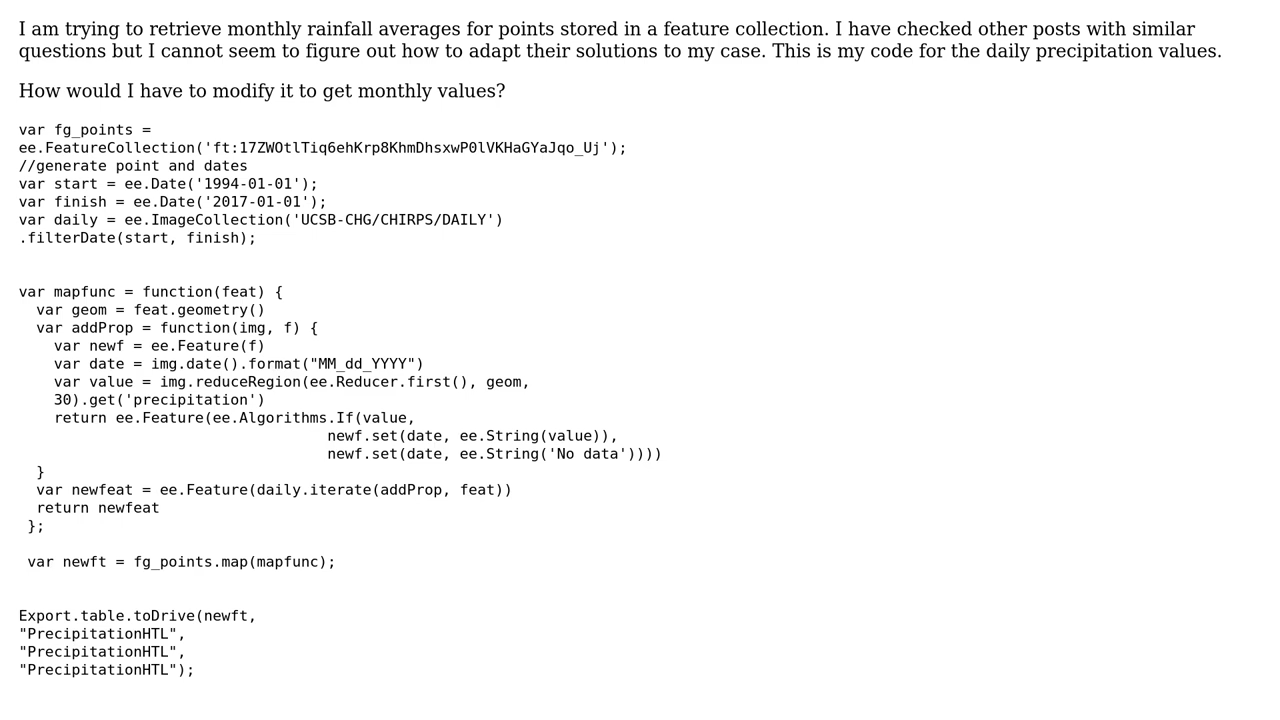 I am trying to retrieve monthly rainfall averages for points stored in a feature collection. I have checked other posts with similar
questions but I cannot seem to figure out how to adapt their solutions to my case. This is my code for the daily precipitation values.
How would I have to modify it to get monthly values?
var fg_points =
ee.FeatureCollection('ft:17ZWOtlTiq6ehKrp8KhmDhsxwP0lVKHaGYaJqo_Uj');
//generate point and dates
var start = ee.Date('1994-01-01');
var finish = ee.Date('2017-01-01');
var daily = ee.ImageCollection('UCSB-CHG/CHIRPS/DAILY')
.filterDate(start, finish);
var mapfunc = function(feat) {
  var geom = feat.geometry()
  var addProp = function(img, f) {
    var newf = ee.Feature(f)
    var date = img.date().format("MM_dd_YYYY")
    var value = img.reduceRegion(ee.Reducer.first(), geom,
    30).get('precipitation')
    return ee.Feature(ee.Algorithms.If(value,
                                   newf.set(date, ee.String(value)),
                                   newf.set(date, ee.String('No data'))))
  }
  var newfeat = ee.Feature(daily.iterate(addProp, feat))
  return newfeat
 };
 var newft = fg_points.map(mapfunc);
Export.table.toDrive(newft,
"PrecipitationHTL",
"PrecipitationHTL",
"PrecipitationHTL");